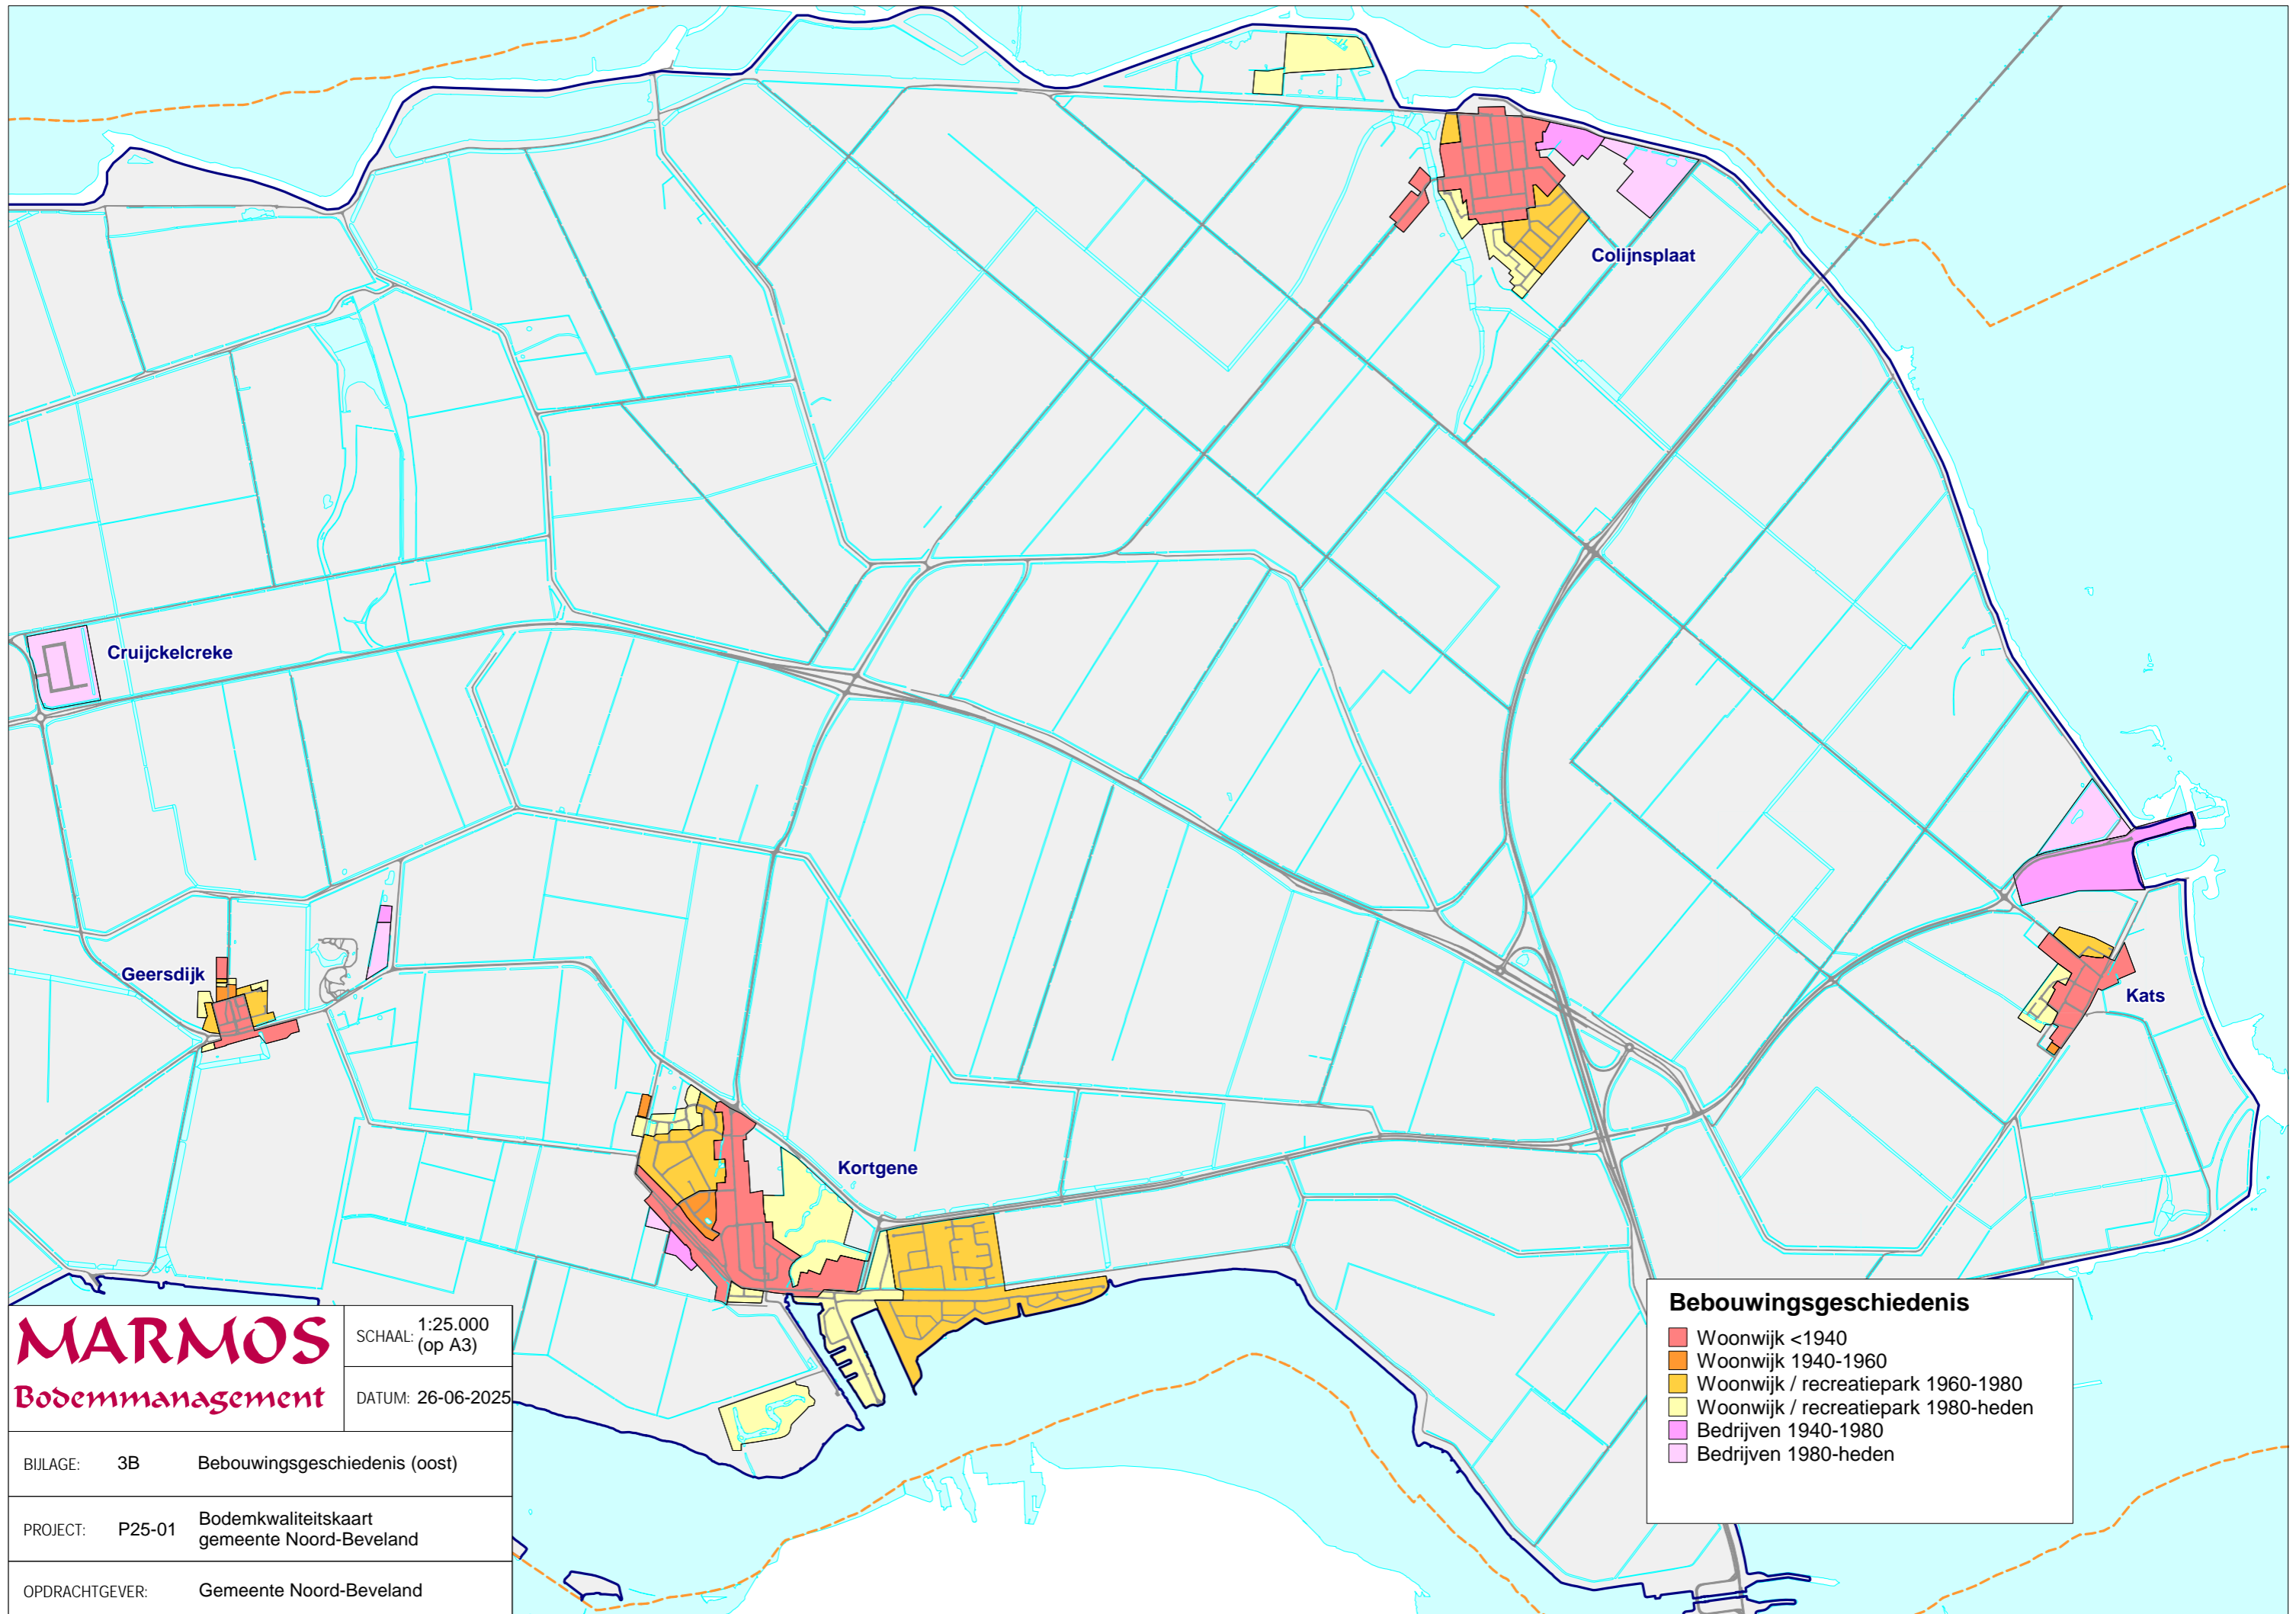 Colijnsplaat
Cruijckelcreke
Geersdijk
Kats
Kortgene
Bebouwingsgeschiedenis
Woonwijk <1940
Woonwijk 1940-1960
Woonwijk / recreatiepark 1960-1980
Woonwijk / recreatiepark 1980-heden
Bedrijven 1940-1980
Bedrijven 1980-heden
MARMOS
Bodemmanagement
SCHAAL: 1:25.000
(op A3)
DATUM: 26-06-2025
BIJLAGE: 3B Bebouwingsgeschiedenis (oost)
PROJECT: P25-01 Bodemkwaliteitskaart
gemeente Noord-Beveland
OPDRACHTGEVER: Gemeente Noord-Beveland